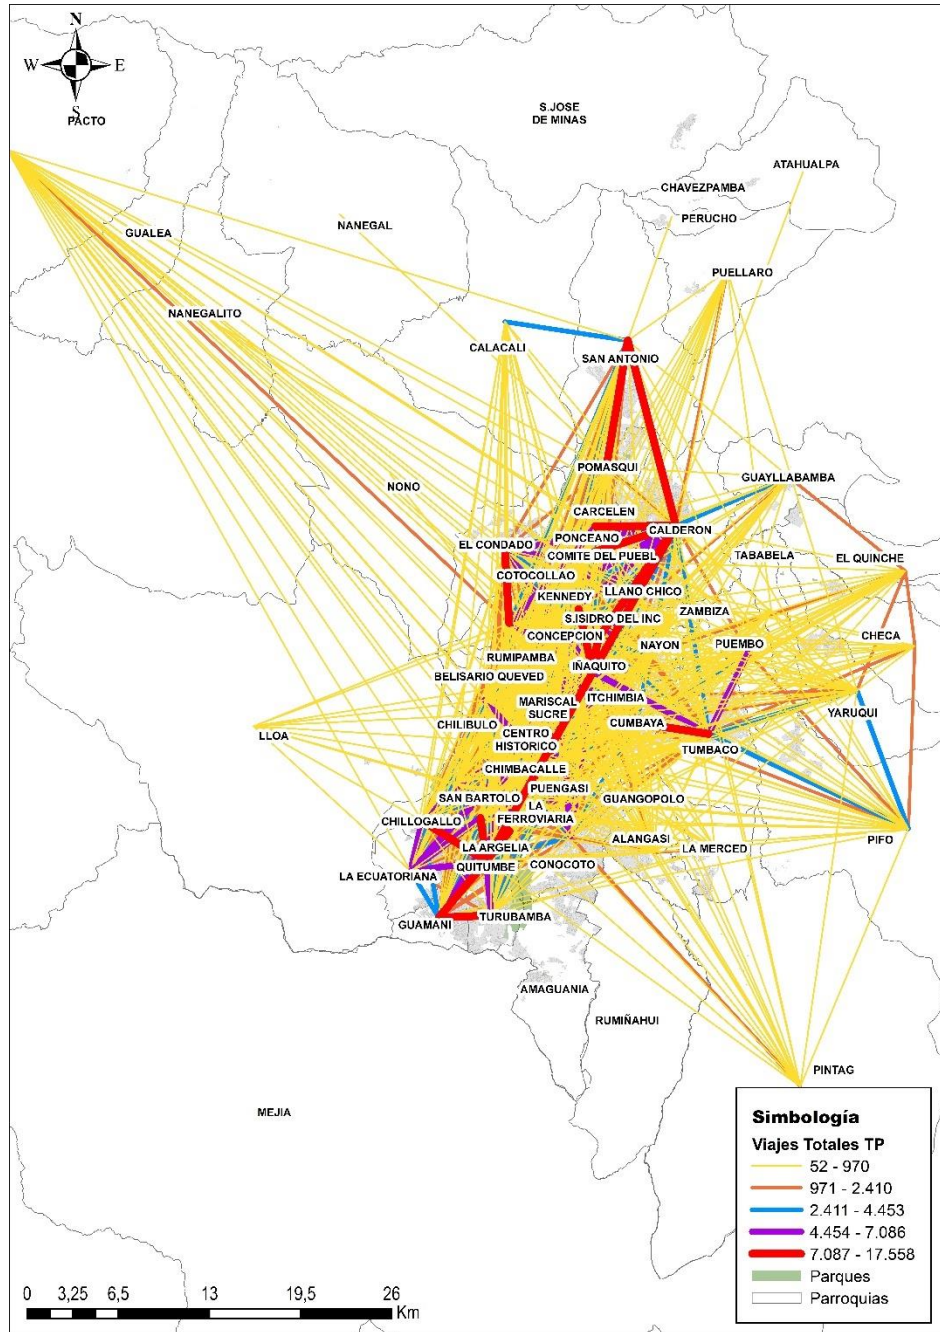 N
W E
S
PACTO
S.JOSE
DE MINAS
ATAHUALPA
CHAVEZPAMBA
PERUCHO
NANEGAL
GUALEA
PUELLARO
NANEGALITO
CALACALI
SAN ANTONIO
POMASQUI
GUAYLLABAMBA
NONO
CARCELEN
CALDERON
PONCEANO
EL CONDADO
COMITE DEL PUEBL
TABABELA
EL QUINCHE
COTOCOLLAO
KENNEDY
LLANO CHICO
ZAMBIZA
S.ISIDRO DEL INC
CONCEPCION
CHECA
NAYON
PUEMBO
RUMIPAMBA
IÑAQUITO
BELISARIO QUEVED
ITCHIMBIA
MARISCAL
SUCRE
YARUQUI
CHILIBULO
CUMBAYA
LLOA
CENTRO
HISTORICO
TUMBACO
CHIMBACALLE
PUENGASI
SAN BARTOLO
GUANGOPOLO
LA
FERROVIARIA
CHILLOGALLO
ALANGASI
PIFO
LA ARGELIA
LA MERCED
QUITUMBE
CONOCOTO
LA ECUATORIANA
GUAMANI
TURUBAMBA
AMAGUANIA
RUMIÑAHUI
PINTAG
MEJIA
Simbología
Viajes Totales TP
52 - 970
971 - 2.410
2.411 - 4.453
4.454 - 7.086
7.087 - 17.558
Parques
Parroquias
0 3,25 6,5 13 19,5 26
Km